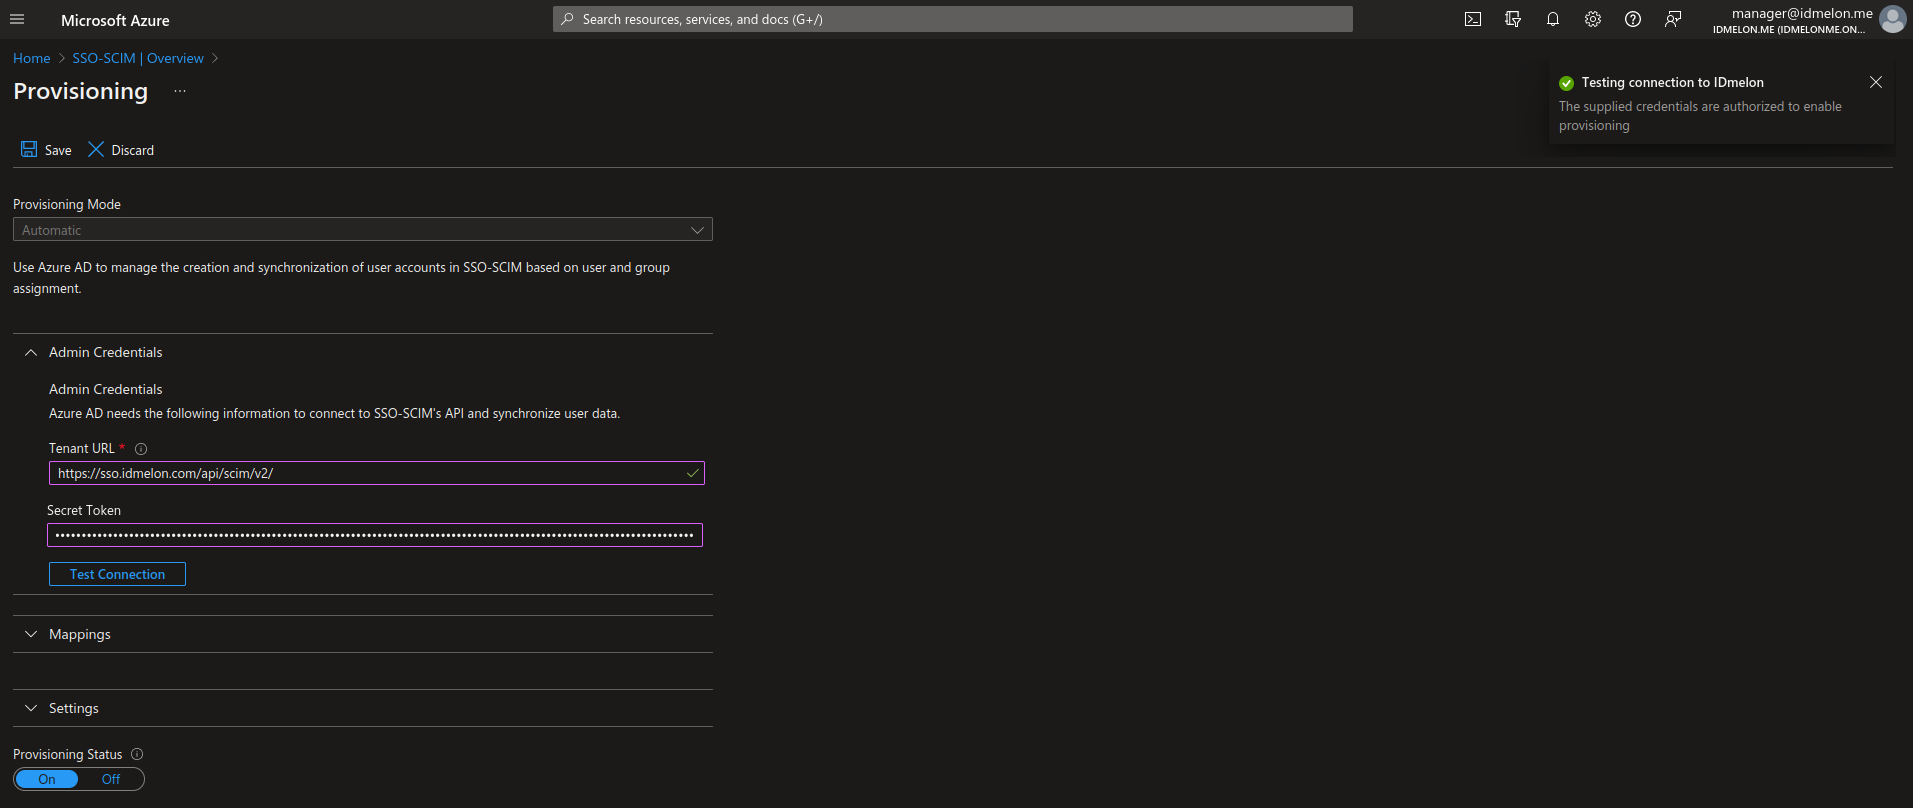 Microsoft Azure
Search resources, services, and docs (G+/)
manager@idmelon.me
IDMELON.ME (IDMELONME.ON...
Home > SSO-SCIM | Overview >
Provisioning ...
Testing connection to IDmelon
The supplied credentials are authorized to enable
provisioning
Save Discard
Provisioning Mode
Automatic
Use Azure AD to manage the creation and synchronization of user accounts in SSO-SCIM based on user and group
assignment.
Admin Credentials
Admin Credentials
Azure AD needs the following information to connect to SSO-SCIM's API and synchronize user data.
Tenant URL *
https://sso.idmelon.com/api/scim/v2/
Secret Token
Test Connection
Mappings
Settings
Provisioning Status
On Off